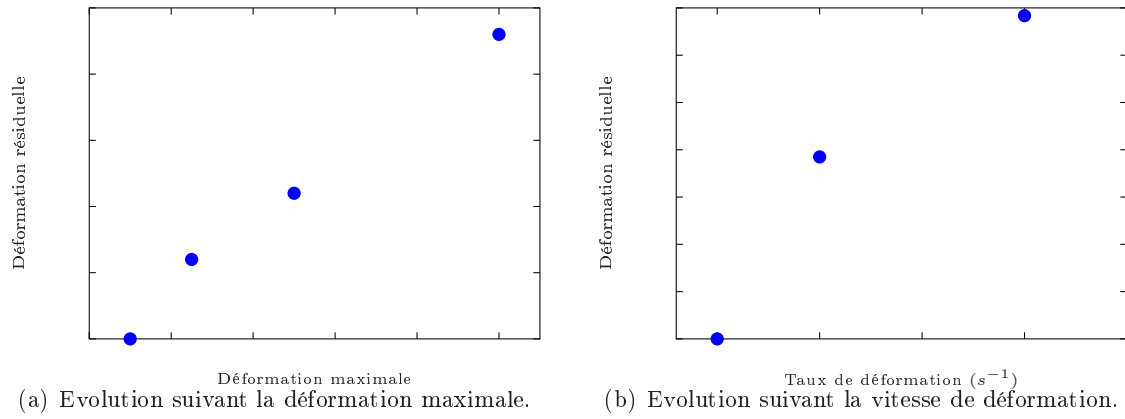 Déformation résiduelle
Déformation maximale
(a) Evolution suivant la déformation maximale.
Déformation résiduelle
Taux de déformation (s⁻¹)
(b) Evolution suivant la vitesse de déformation.